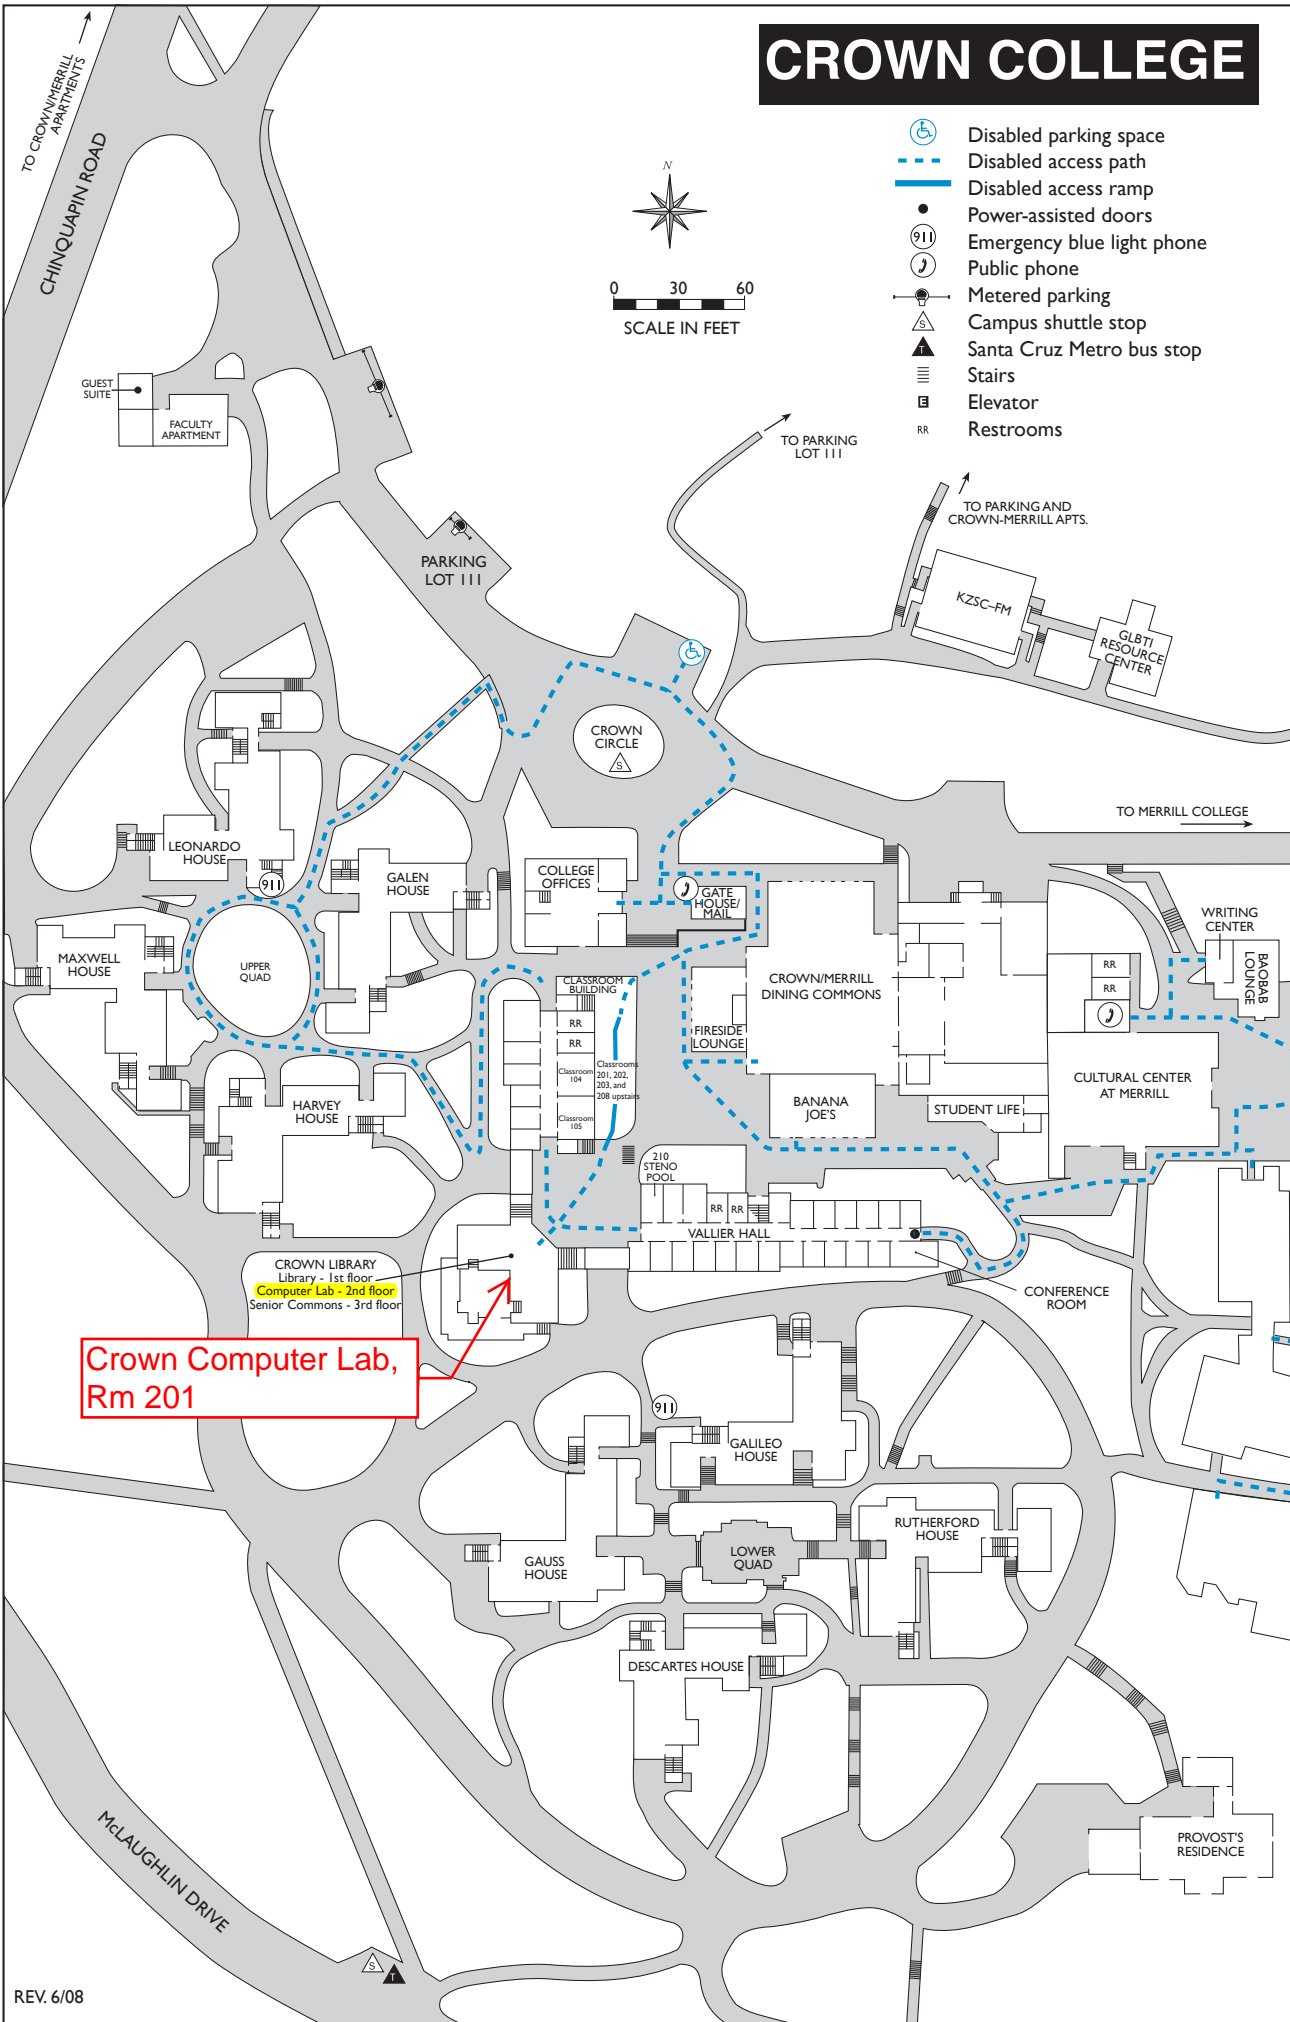 CROWN COLLEGE
Disabled parking space
Disabled access path
Disabled access ramp
Power-assisted doors
911
Emergency blue light phone
Public phone
Metered parking
S
Campus shuttle stop
T
Santa Cruz Metro bus stop
Stairs
E
Elevator
RR
Restrooms
N
0 30 60
SCALE IN FEET
TO CROWN/MERRILL
APARTMENTS
CHINQUAPIN ROAD
GUEST
SUITE
FACULTY
APARTMENT
TO PARKING
LOT 111
TO PARKING AND
CROWN-MERRILL APTS.
PARKING
LOT 111
KZSC–FM
GLBTI
RESOURCE
CENTER
CROWN
CIRCLE
S
TO MERRILL COLLEGE
LEONARDO
HOUSE
911
GALEN
HOUSE
COLLEGE
OFFICES
GATE
HOUSE/
MAIL
WRITING
CENTER
BAOBAB
LOUNGE
MAXWELL
HOUSE
UPPER
QUAD
CLASSROOM
BUILDING
RR
RR
Classroom
104
Classroom
105
Classrooms
201, 202,
203, and
208 upstairs
CROWN/MERRILL
DINING COMMONS
FIRESIDE
LOUNGE
RR
RR
CULTURAL CENTER
AT MERRILL
HARVEY
HOUSE
BANANA
JOE'S
STUDENT LIFE
210
STENO
POOL
RR
RR
VALLIER HALL
CROWN LIBRARY
Library - 1st floor
Computer Lab - 2nd floor
Senior Commons - 3rd floor
CONFERENCE
ROOM
Crown Computer Lab,
Rm 201
911
GALILEO
HOUSE
RUTHERFORD
HOUSE
GAUSS
HOUSE
LOWER
QUAD
DESCARTES HOUSE
McLAUGHLIN DRIVE
PROVOST'S
RESIDENCE
S
T
REV. 6/08